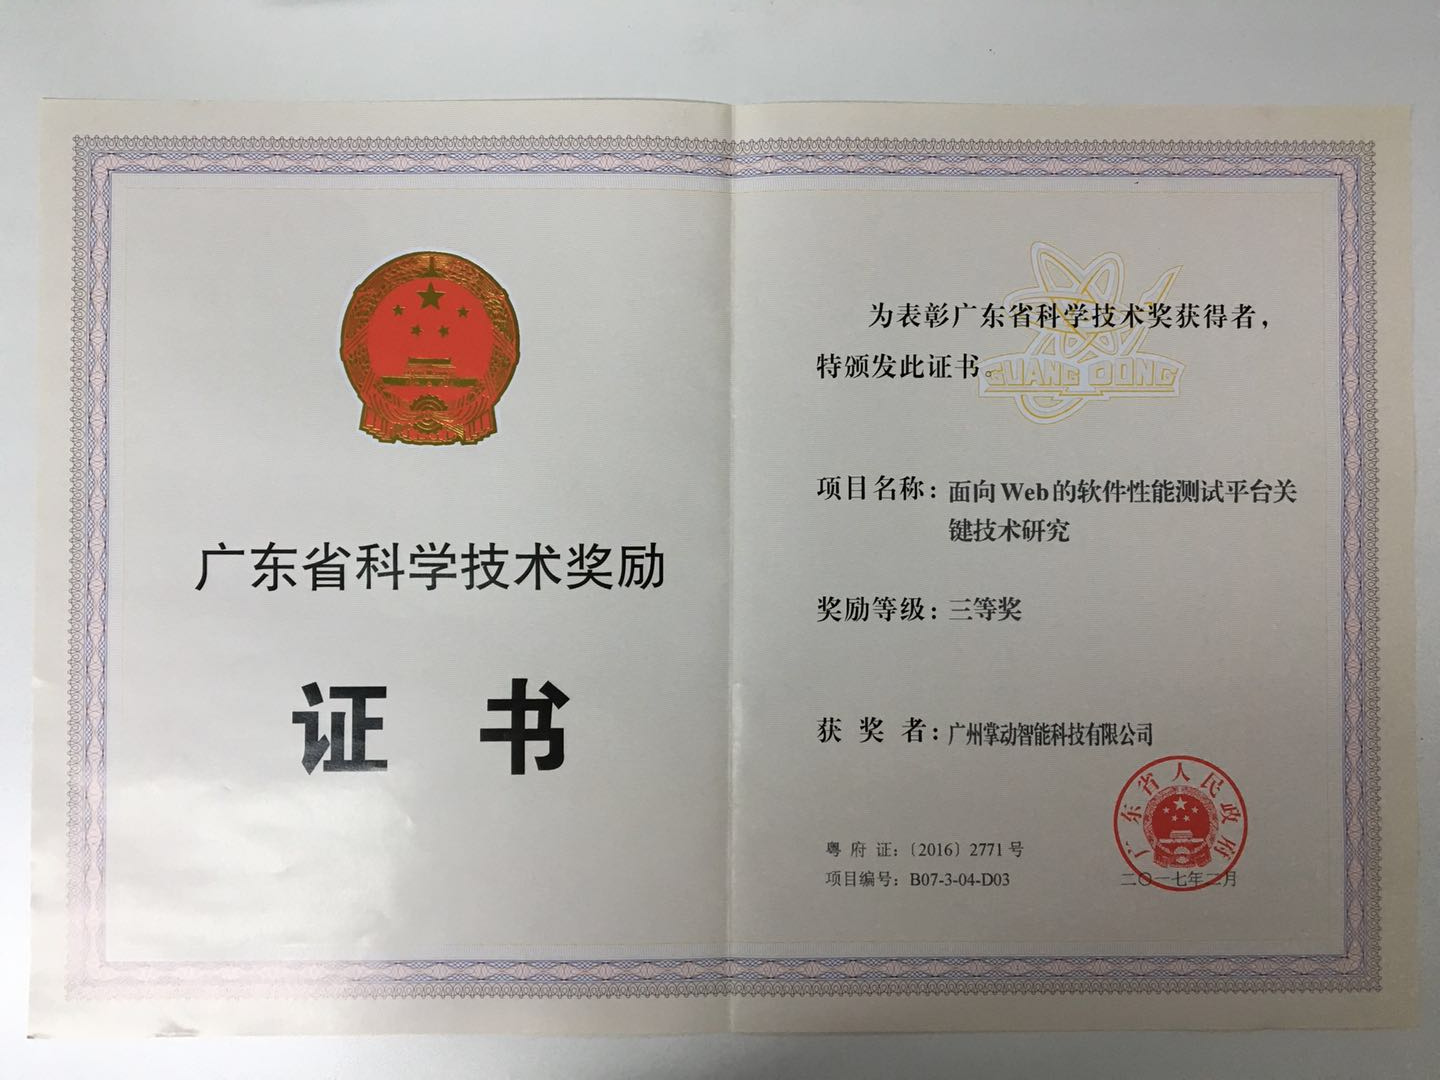 广东省科学技术奖励
证 书
为表彰广东省科学技术奖获得者，
特颁发此证书。
GUANG DONG
项目名称：面向Web的软件性能测试平台关
键技术研究
奖励等级：三等奖
获 奖 者：广州掌动智能科技有限公司
广东省人民政府
粤 府 证：〔2016〕2771 号
项目编号：B07-3-04-D03
二〇一七年二月